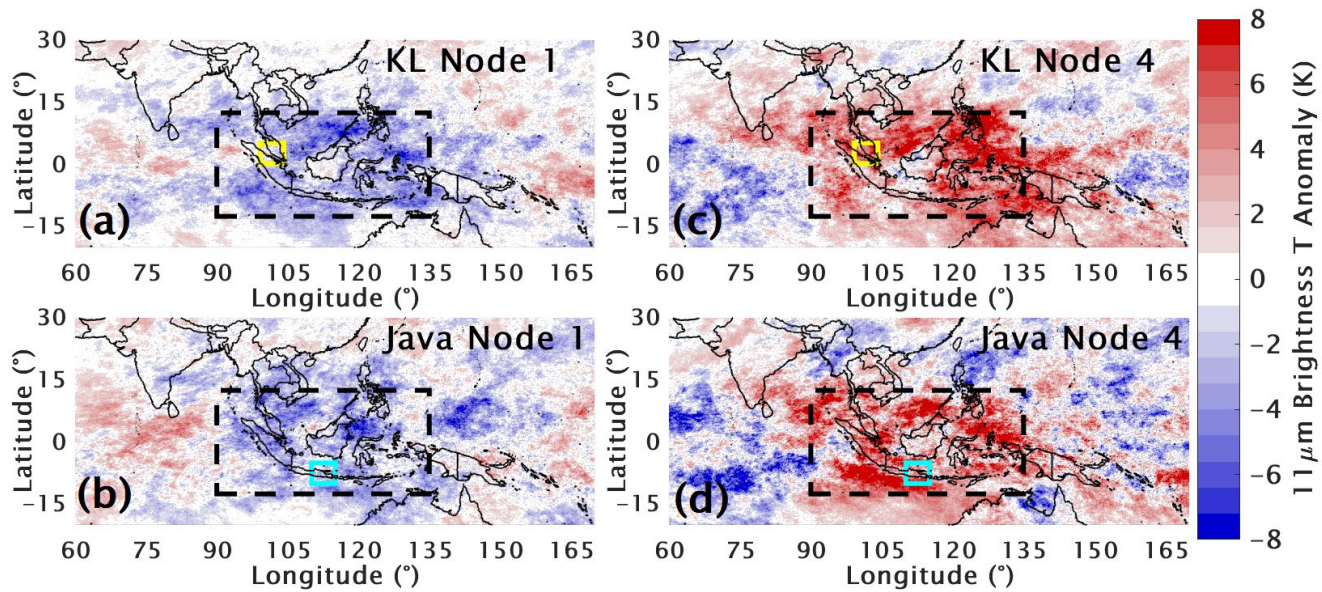 30
15
0
−15
Latitude (°)
KL Node 1
(a)
60 75 90 105 120 135 150 165
Longitude (°)
30
15
0
−15
Latitude (°)
KL Node 4
(c)
60 75 90 105 120 135 150 165
Longitude (°)
30
15
0
−15
Latitude (°)
Java Node 1
(b)
60 75 90 105 120 135 150 165
Longitude (°)
30
15
0
−15
Latitude (°)
Java Node 4
(d)
60 75 90 105 120 135 150 165
Longitude (°)
8
6
4
2
0
−2
−4
−6
−8
11μm Brightness T Anomaly (K)